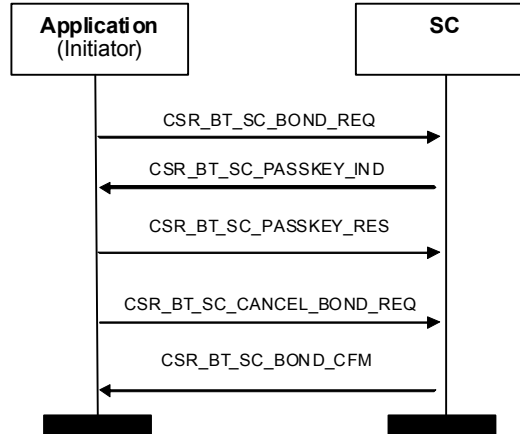 Application
(Initiator)
SC
CSR_BT_SC_BOND_REQ
CSR_BT_SC_PASSKEY_IND
CSR_BT_SC_PASSKEY_RES
CSR_BT_SC_CANCEL_BOND_REQ
CSR_BT_SC_BOND_CFM